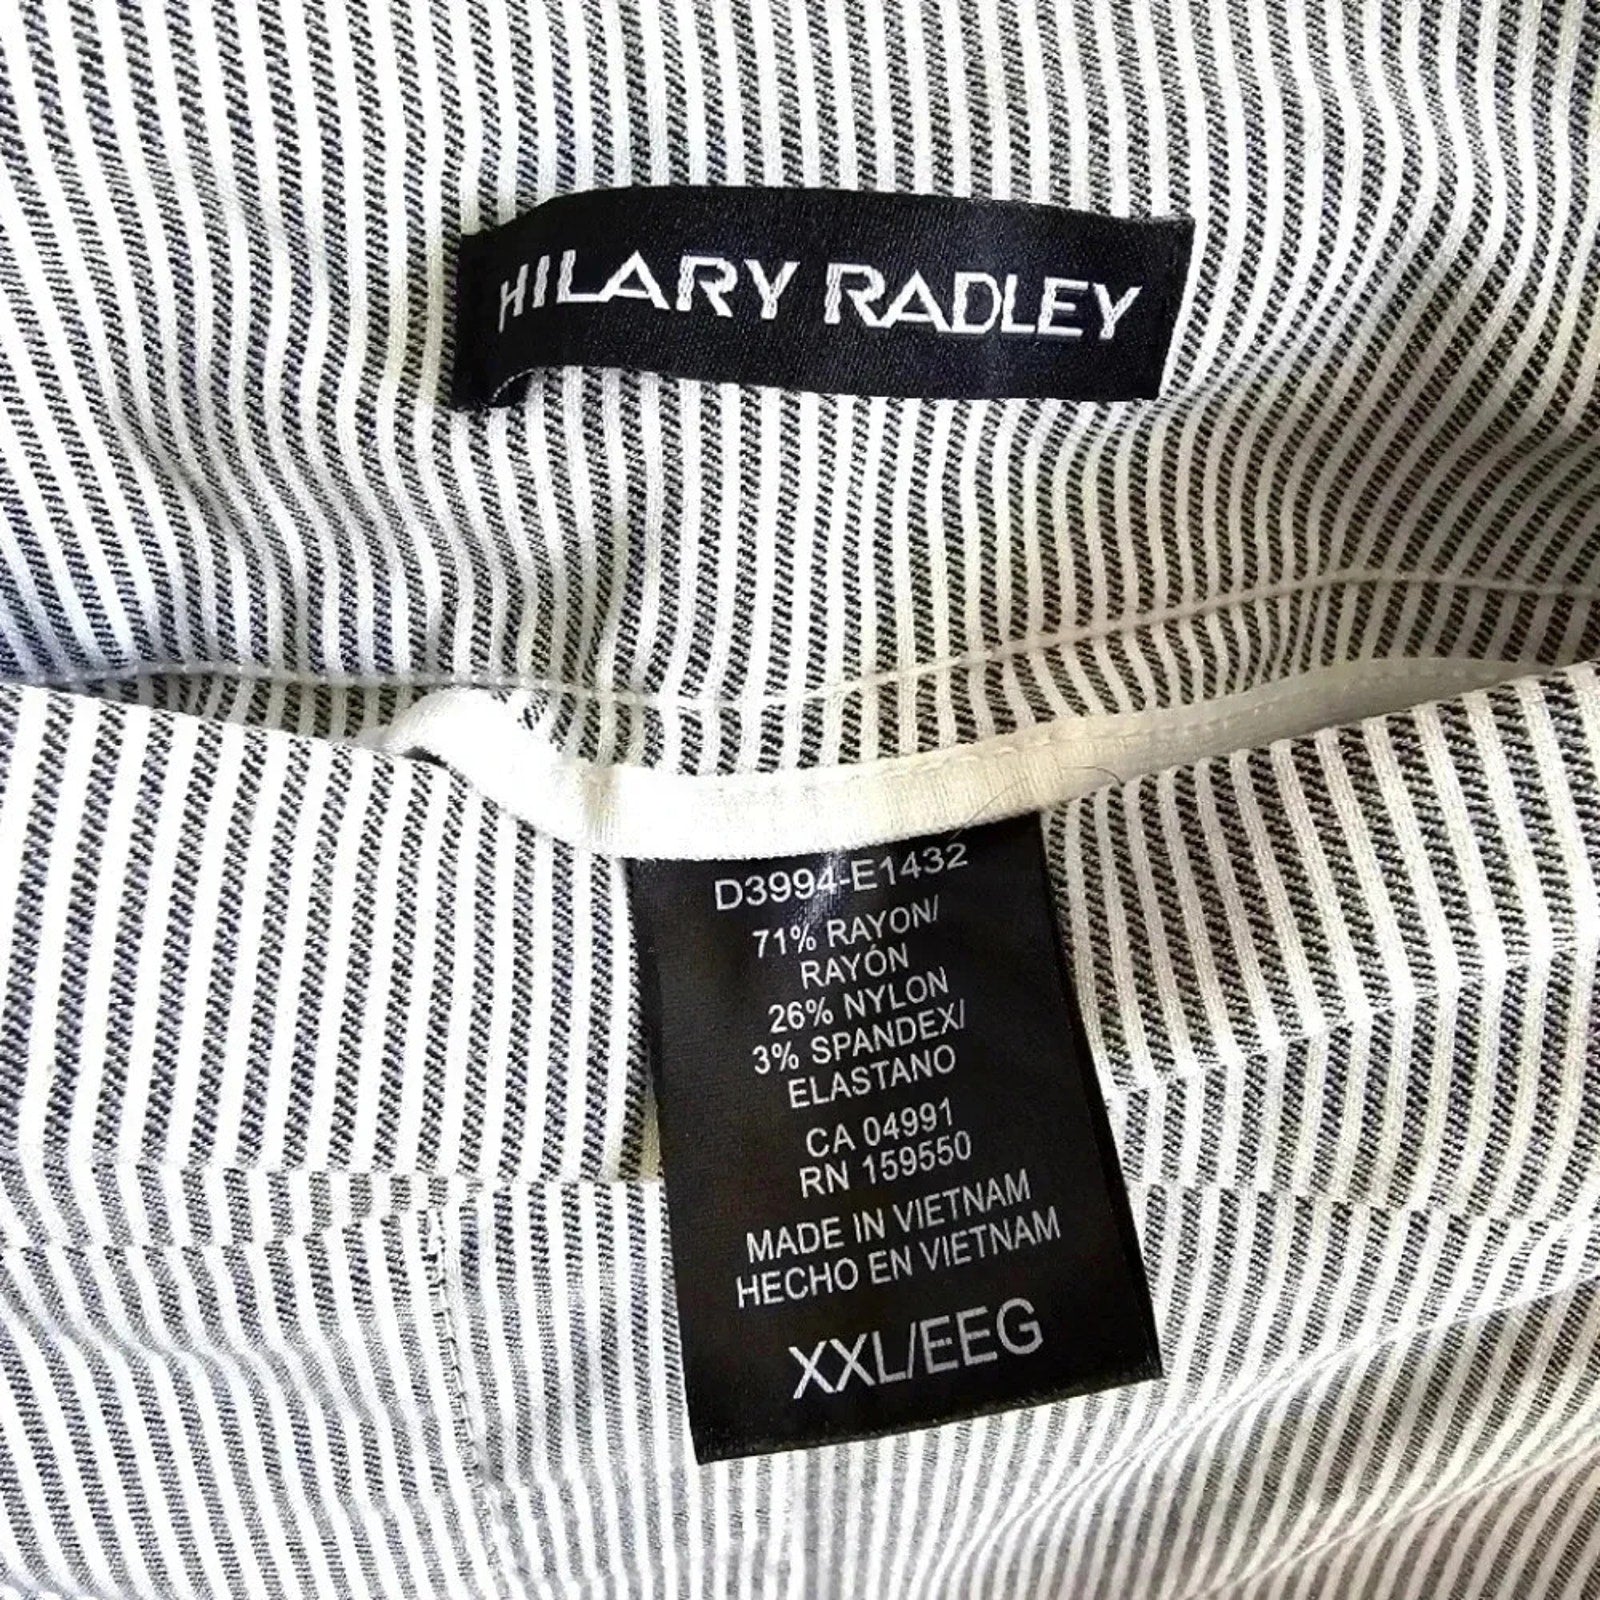 HILARY RADLEY
D3994-E1432
71% RAYON/
RAYÓN
26% NYLON
3% SPANDEX/
ELASTANO
CA 04991
RN 159550
MADE IN VIETNAM
HECHO EN VIETNAM
XXL/EEG